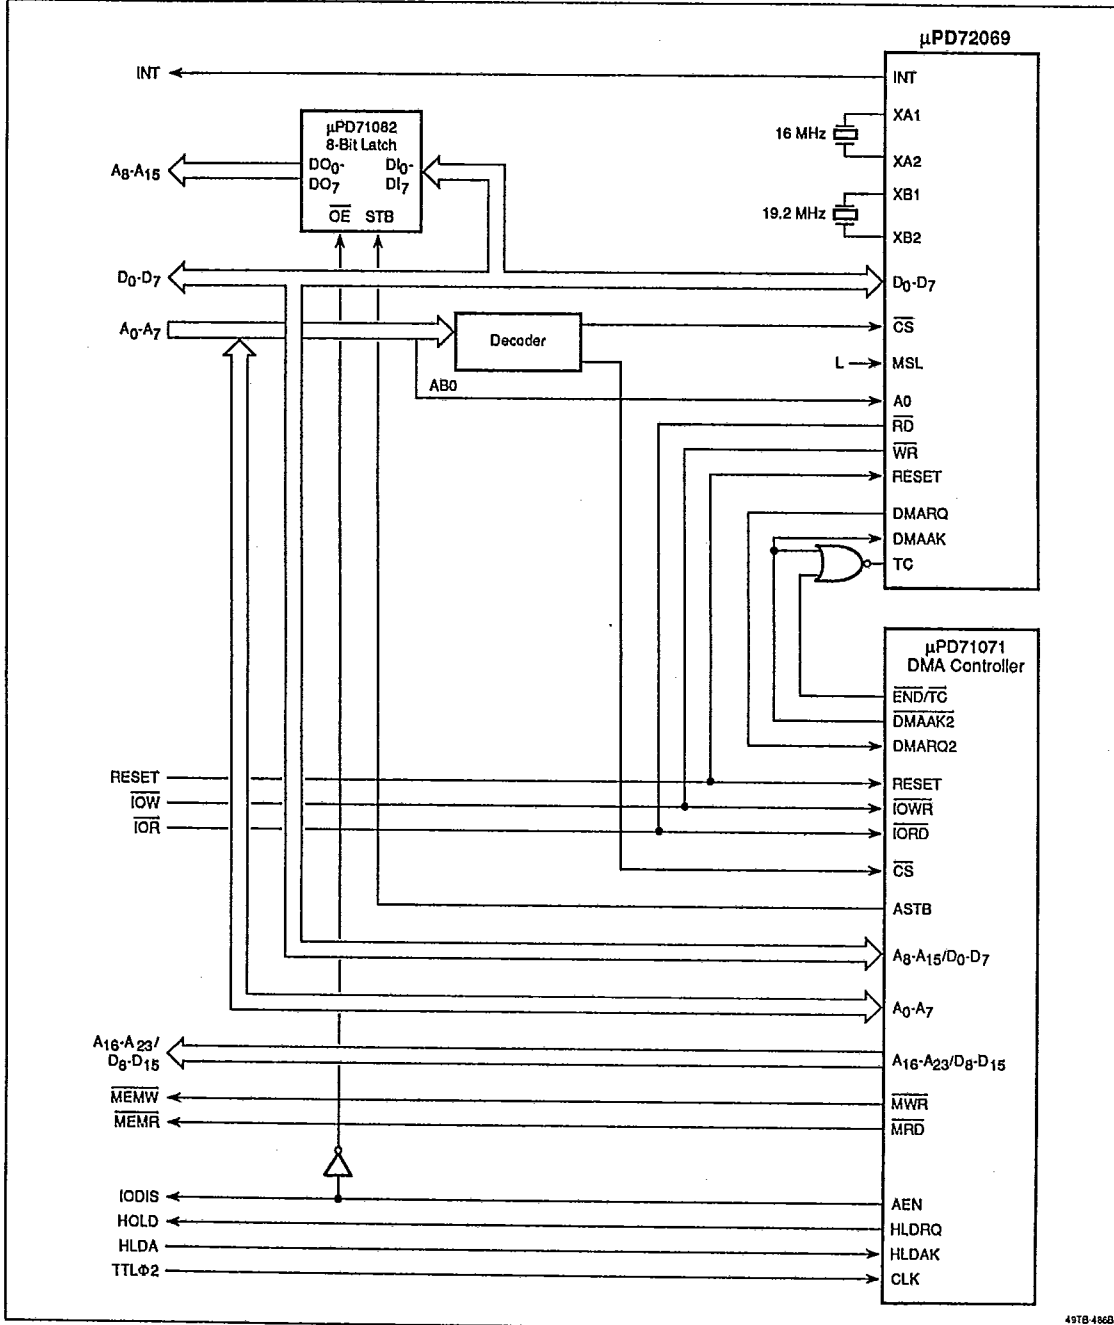 μPD72069
INT
INT
μPD71082
8-Bit Latch
XA1
16 MHz
XA2
A8-A15
DO0-
DO7
DI0-
DI7
XB1
19.2 MHz
XB2
OE
STB
D0-D7
D0-D7
A0-A7
Decoder
CS
L
MSL
AB0
A0
RD
WR
RESET
DMARQ
DMAAK
TC
μPD71071
DMA Controller
END/TC
DMAAK2
DMARQ2
RESET
RESET
IOW
IOWR
IOR
IORD
CS
ASTB
A8-A15/D0-D7
A0-A7
A16-A23/
D8-D15
A16-A23/D8-D15
MEMW
MWR
MEMR
MRD
IODIS
AEN
HOLD
HLDRQ
HLDA
HLDAK
TTLΦ2
CLK
49TB-486B